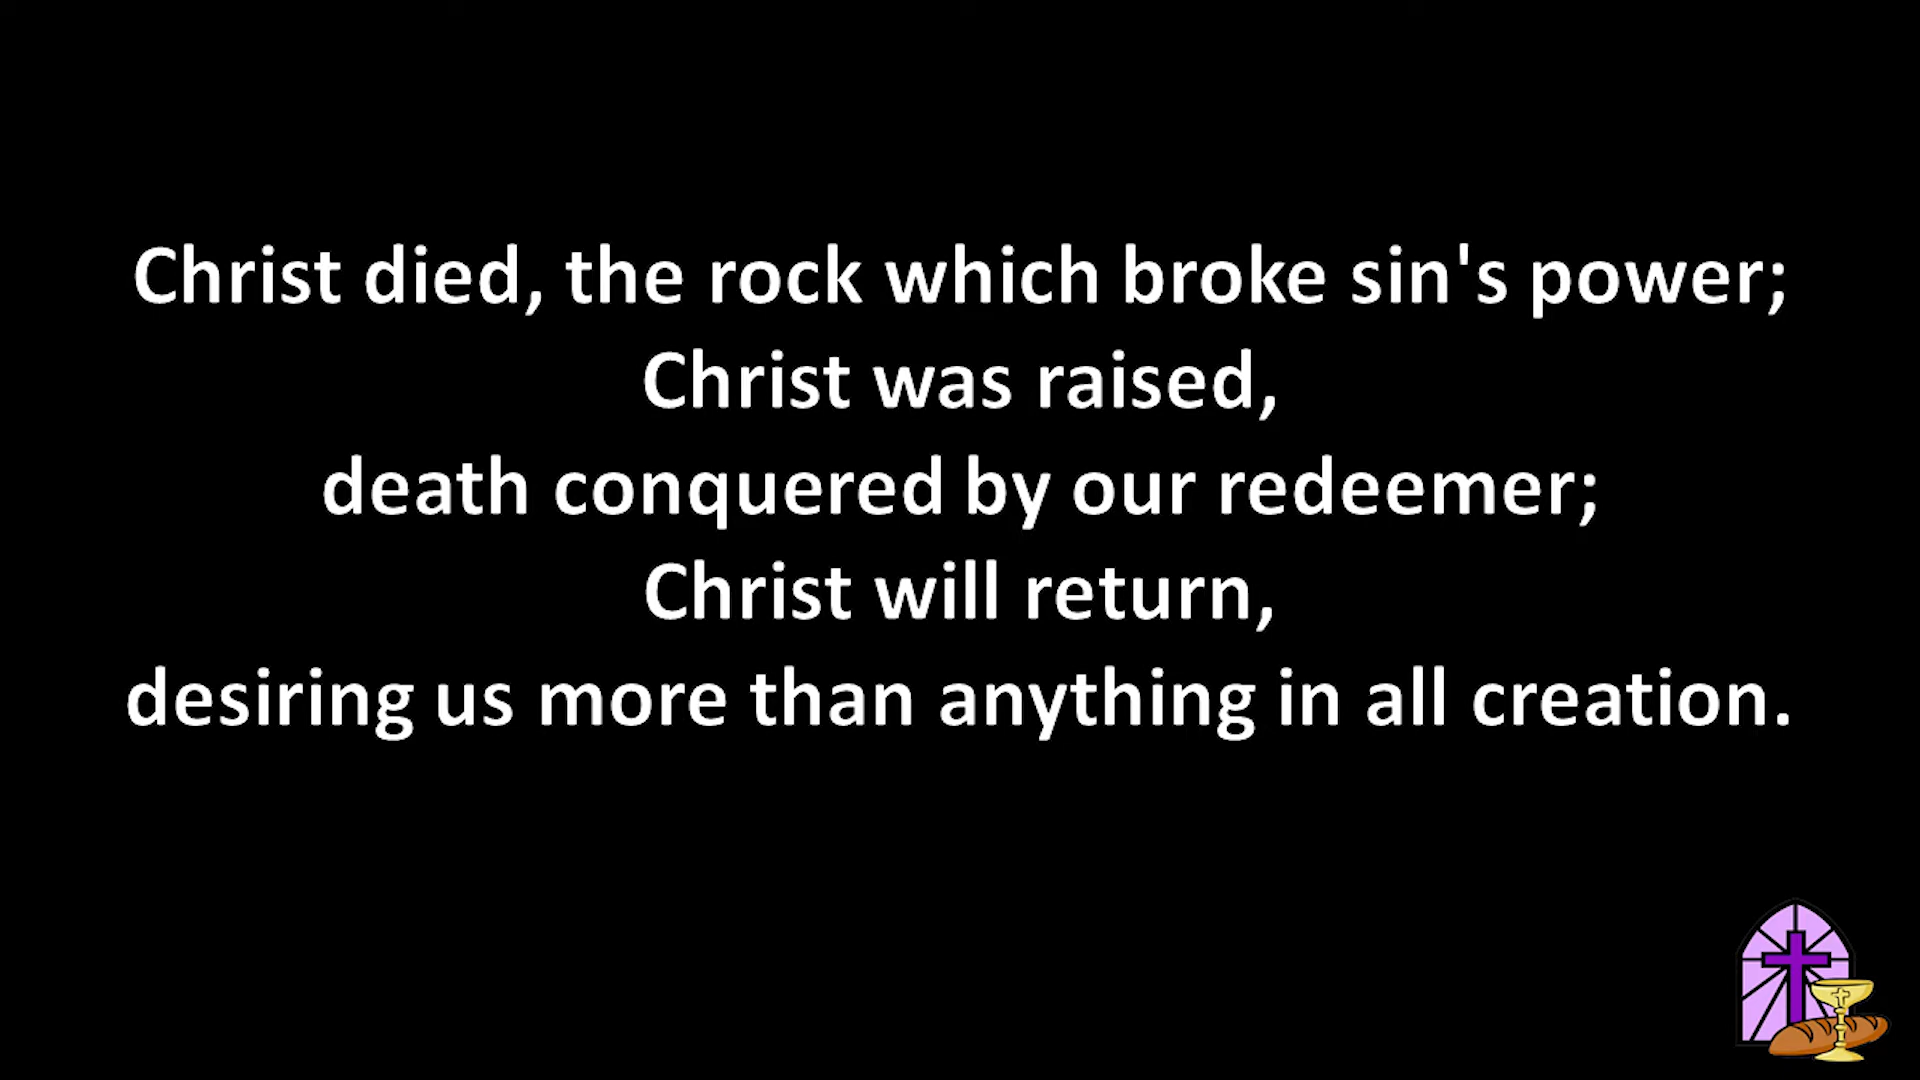 Christ died, the rock which broke sin's power;
Christ was raised,
death conquered by our redeemer;
Christ will return,
desiring us more than anything in all creation.